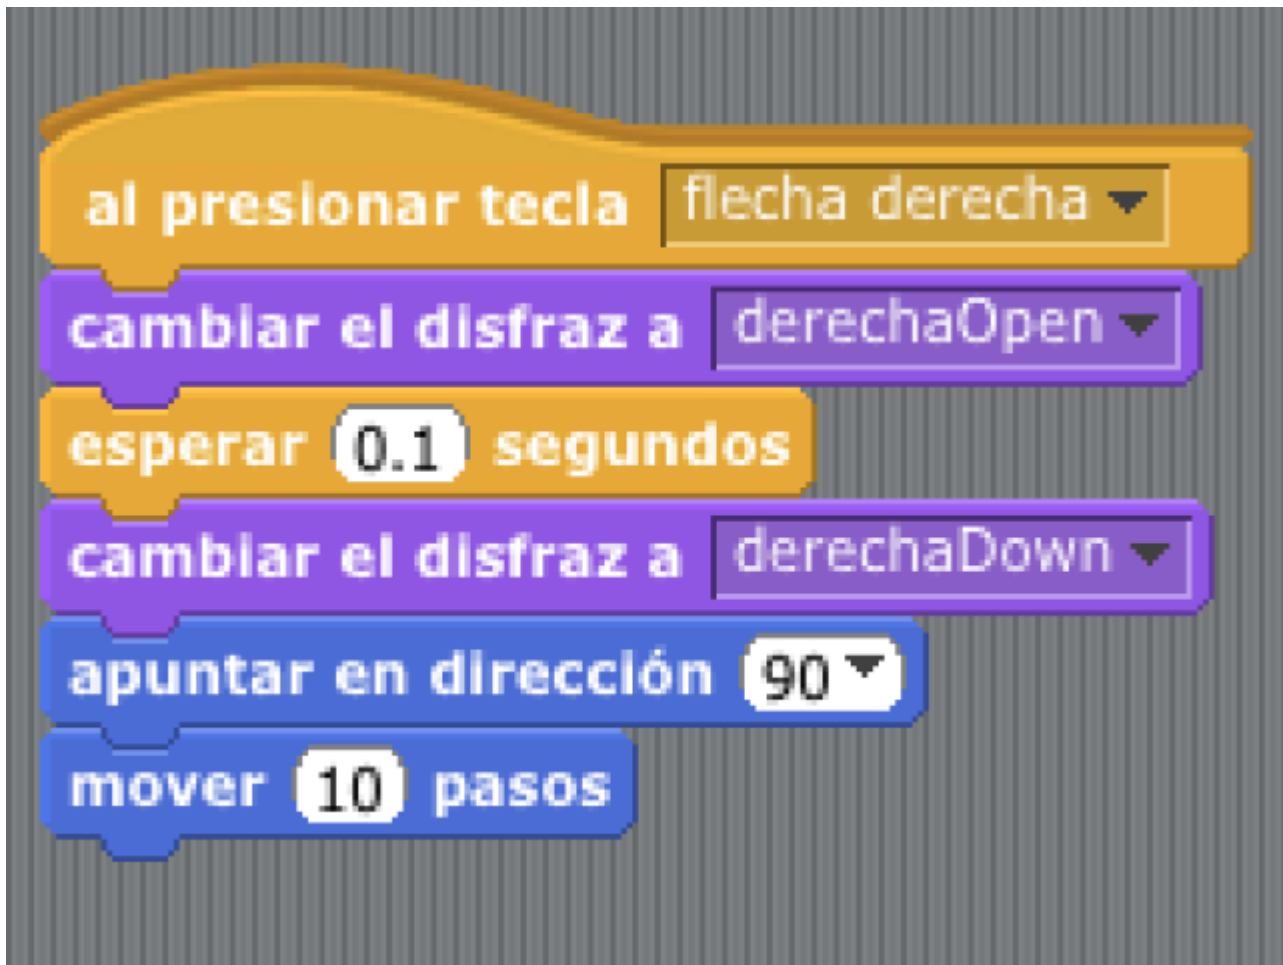 al presionar tecla flecha derecha
cambiar el disfraz a derechaOpen
esperar 0.1 segundos
cambiar el disfraz a derechaDown
apuntar en dirección 90
mover 10 pasos